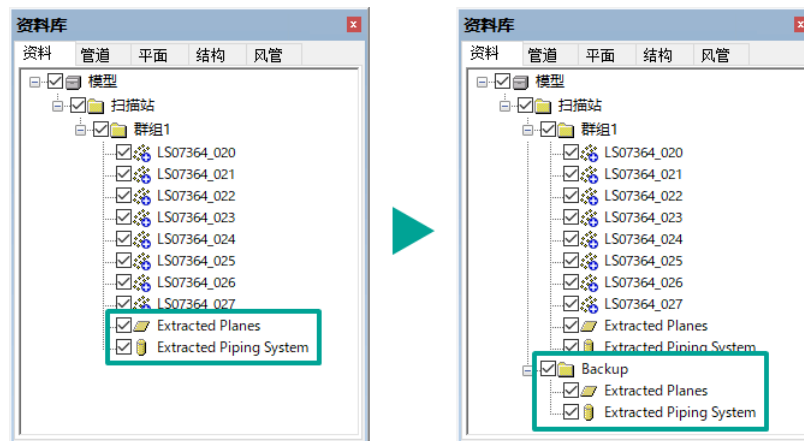 资料库
资料 管道 平面 结构 风管
模型
扫描站
群组1
LS07364_020
LS07364_021
LS07364_022
LS07364_023
LS07364_024
LS07364_025
LS07364_026
LS07364_027
Extracted Planes
Extracted Piping System
资料库
资料 管道 平面 结构 风管
模型
扫描站
群组1
LS07364_020
LS07364_021
LS07364_022
LS07364_023
LS07364_024
LS07364_025
LS07364_026
LS07364_027
Extracted Planes
Extracted Piping System
Backup
Extracted Planes
Extracted Piping System